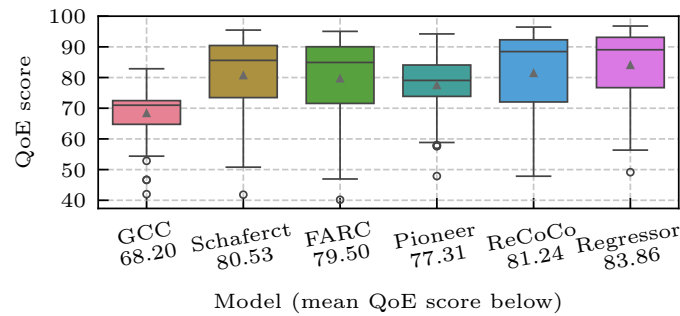 QoE score
100
90
80
70
60
50
40
GCC
68.20
Schaferct
80.53
FARC
79.50
Pioneer
77.31
ReCoCo
81.24
Regressor
83.86
Model (mean QoE score below)